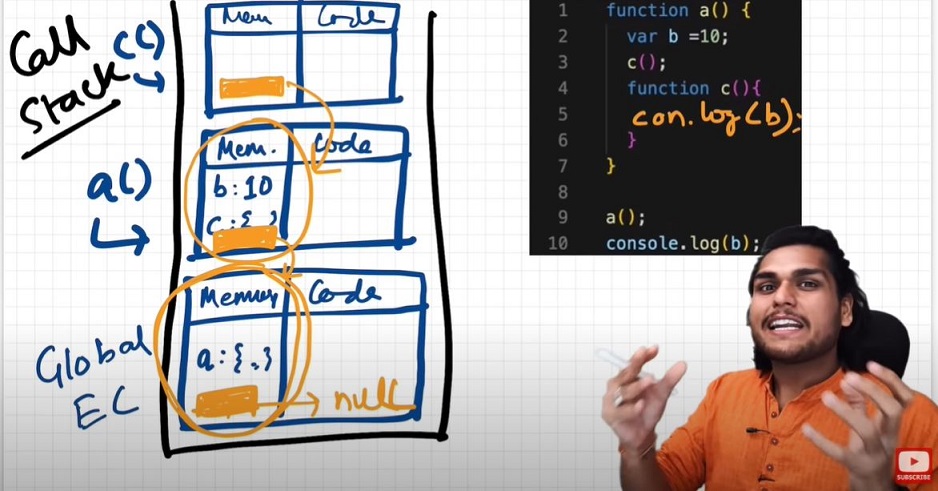 Call
Stack
c()
Mem
Code
a()
Mem.
Code
b:10
c:{ }
Global
EC
Memory
Code
a:{.}
null
1 function a() {
2 var b =10;
3 c();
4 function c(){
5 con.log(b);
6 }
7 }
8
9 a();
10 console.log(b);
SUBSCRIBE